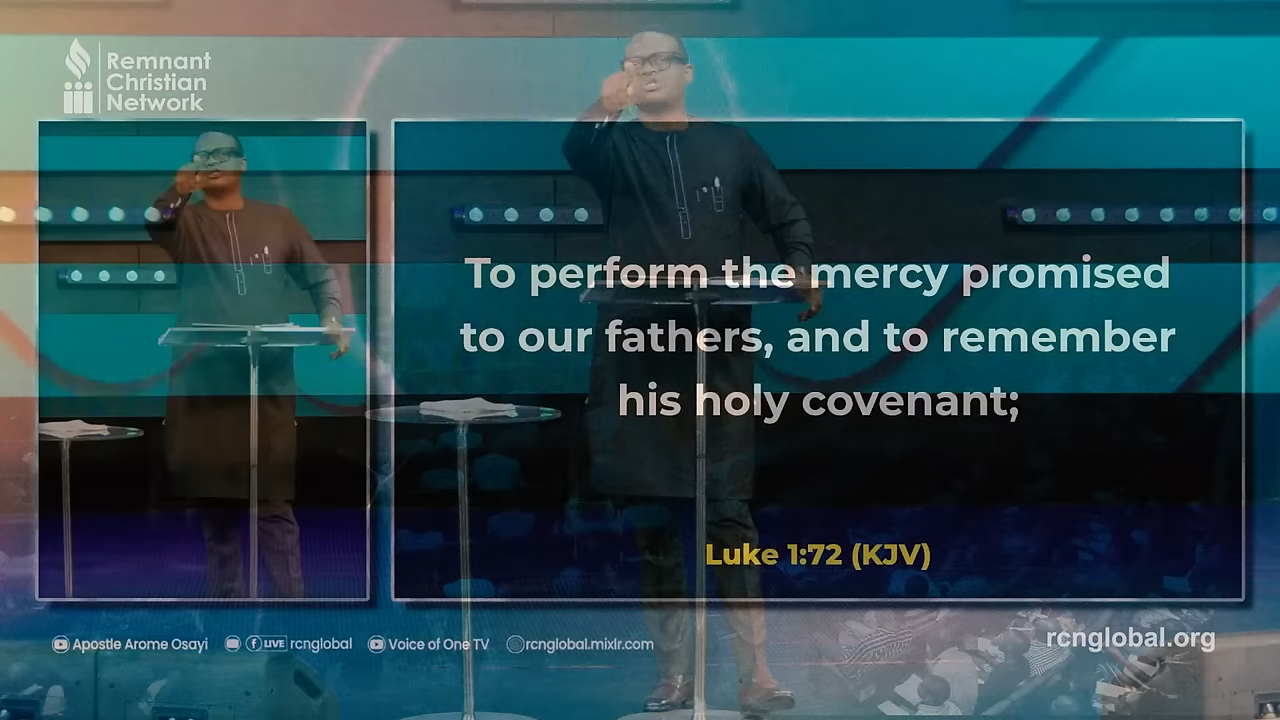 Remnant
Christian
Network
To perform the mercy promised
to our fathers, and to remember
his holy covenant;
Luke 1:72 (KJV)
Apostle Arome Osayi
LIVE rcnglobal
Voice of One TV
rcnglobal.mixlr.com
rcnglobal.org